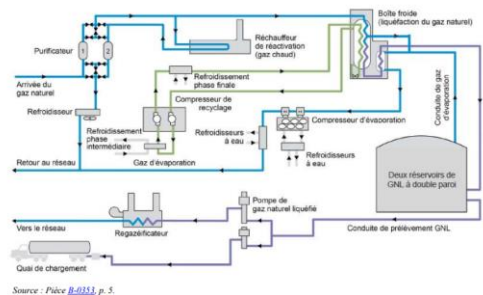 Boîte froide
(liquéfaction du gaz naturel)
Réchauffeur
de réactivation
(gaz chaud)
Purificateur
1
2
Arrivée du
gaz naturel
Refroidissement
phase finale
Compresseur de
recyclage
Refroidisseur
Refroidissement
phase
intermédiaire
Gaz d'évaporation
Refroidisseurs
à eau
Compresseur d'évaporation
Refroidisseurs
à eau
Conduite de gaz
d'évaporation
Retour au réseau
Deux réservoirs de
GNL à double paroi
Pompe de
gaz naturel liquéfié
Vers le réseau
Regazéificateur
Conduite de prélèvement GNL
Quai de chargement
Source : Pièce B-0353, p. 5.